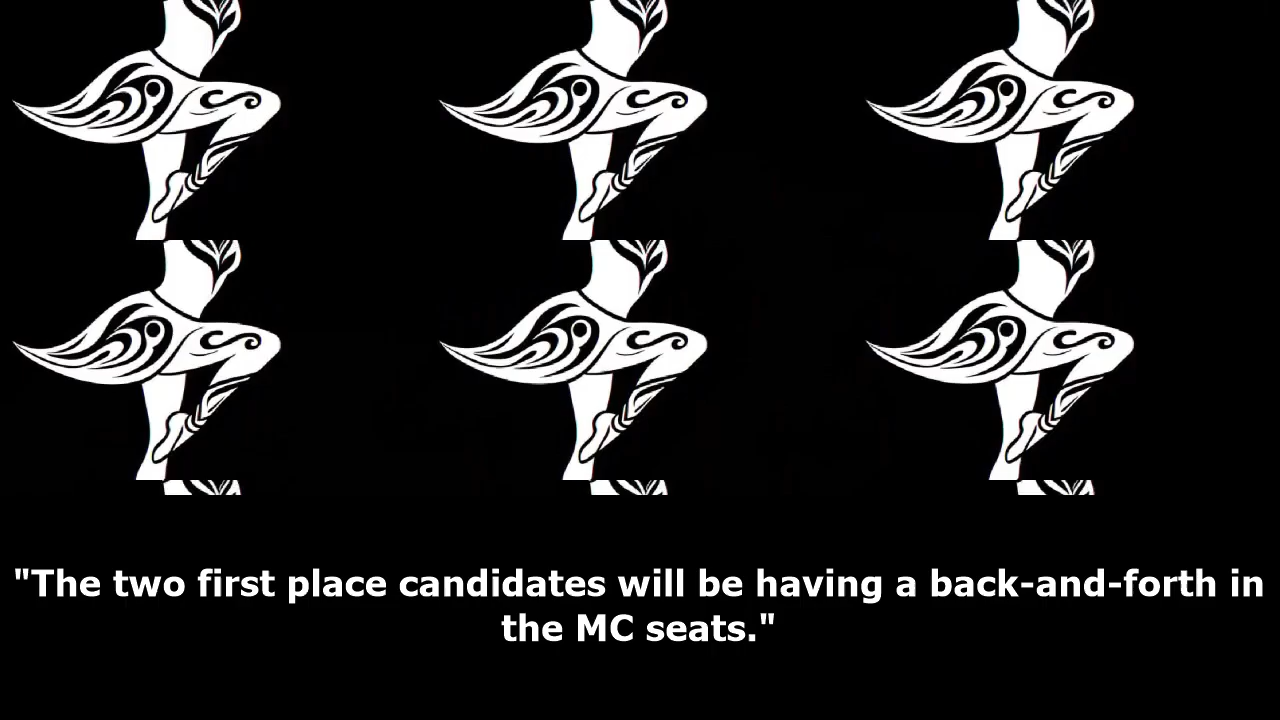 "The two first place candidates will be having a back-and-forth in
the MC seats."